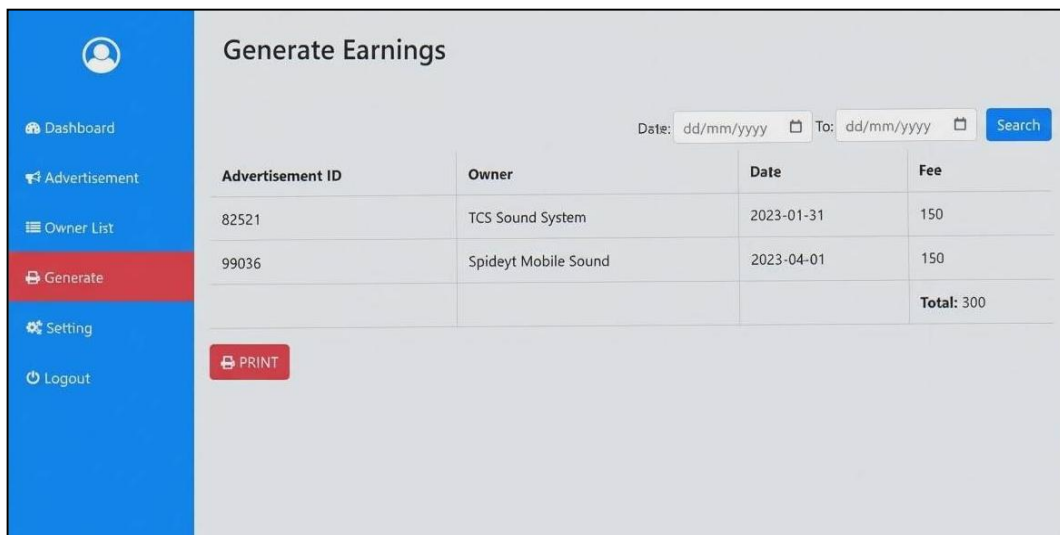 Generate Earnings
Dashboard
Advertisement
Owner List
Generate
Setting
Logout
Date: dd/mm/yyyy To: dd/mm/yyyy Search
Advertisement ID Owner Date Fee
82521 TCS Sound System 2023-01-31 150
99036 Spideyt Mobile Sound 2023-04-01 150
Total: 300
PRINT